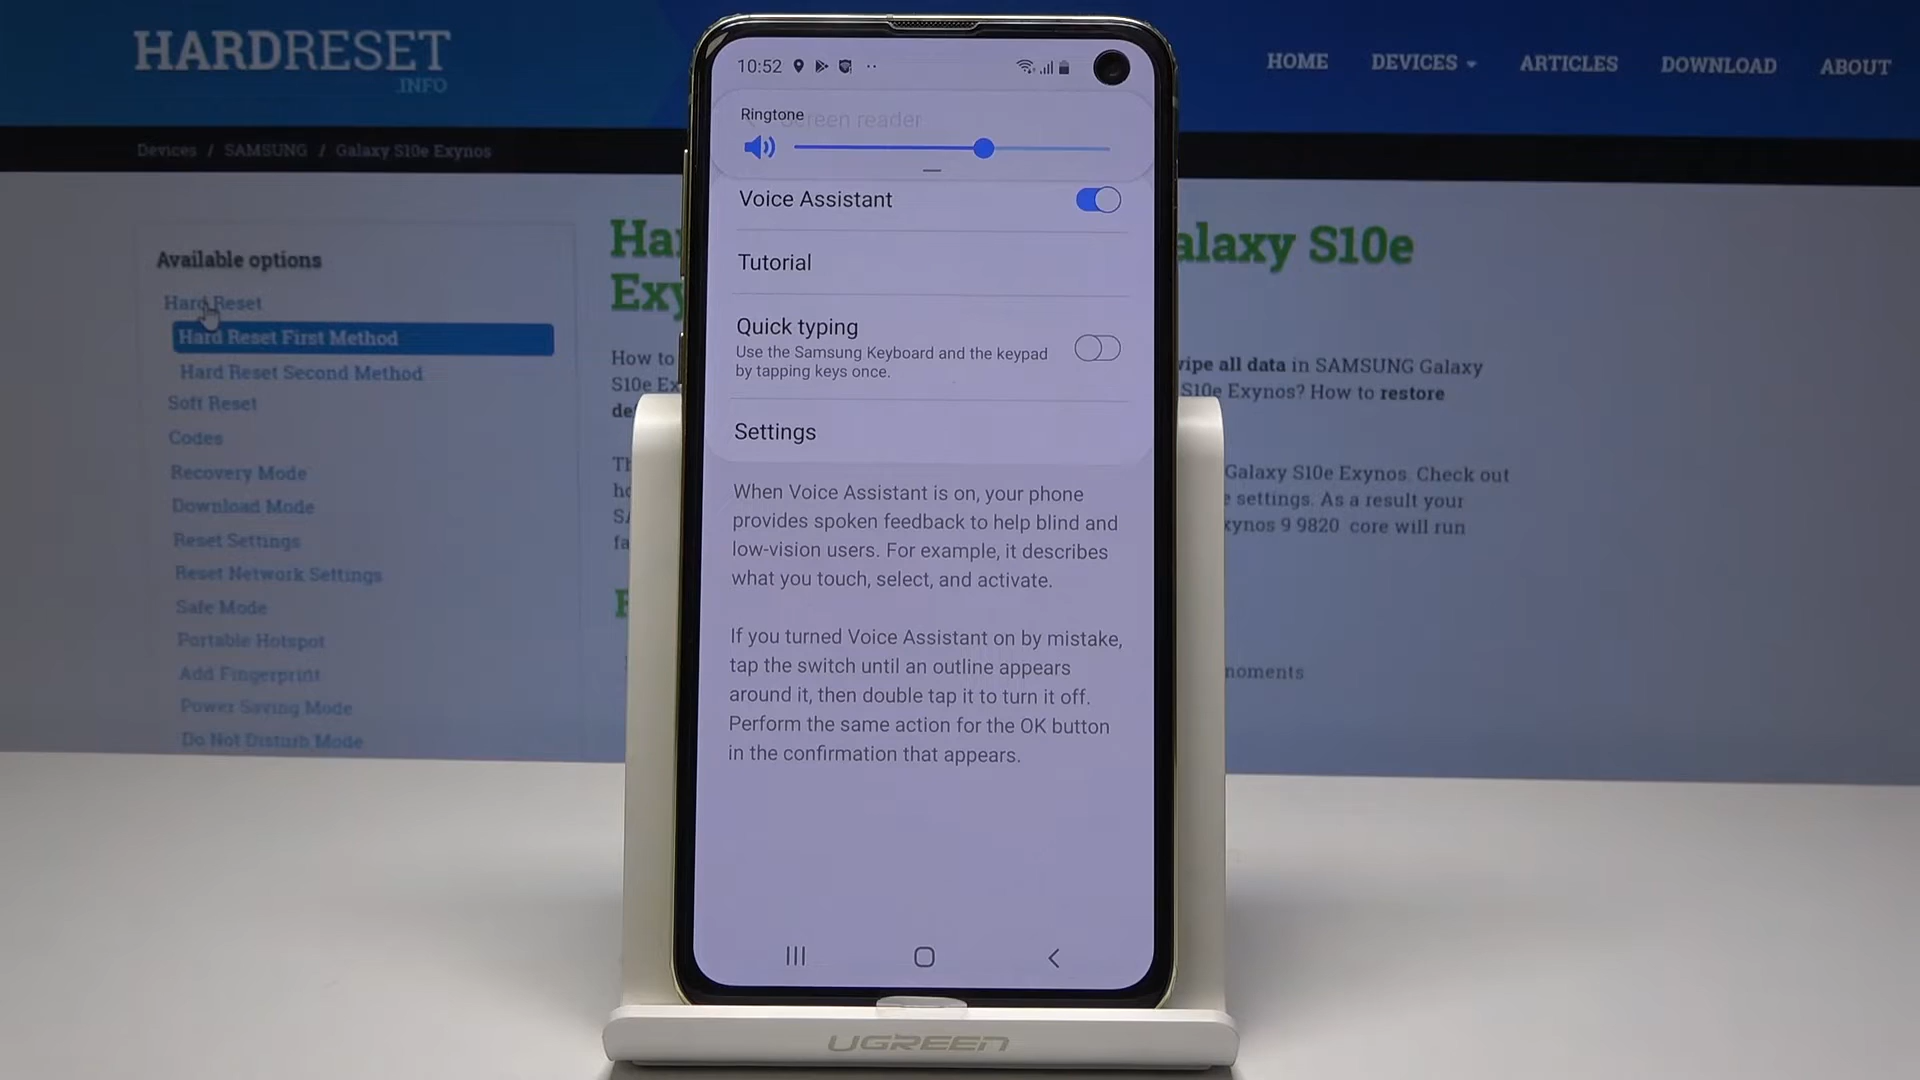 HARDRESET
.INFO
HOME DEVICES ARTICLES DOWNLOAD ABOUT
Devices / SAMSUNG / Galaxy S10e Exynos
Available options
Hard Reset
Hard Reset First Method
Hard Reset Second Method
Soft Reset
Codes
Recovery Mode
Download Mode
Reset Settings
Reset Network Settings
Safe Mode
Portable Hotspot
Add Fingerprint
Power Saving Mode
Do Not Disturb Mode
Ha
alaxy S10e
Exy
How to
wipe all data in SAMSUNG Galaxy
S10e Ex
S10e Exynos? How to restore
de
Th
Galaxy S10e Exynos. Check out
ho
e settings. As a result your
SA
xynos 9 9820 core will run
fa
moments
10:52
Ringtone
Screen reader
Voice Assistant
Tutorial
Quick typing
Use the Samsung Keyboard and the keypad
by tapping keys once.
Settings
When Voice Assistant is on, your phone
provides spoken feedback to help blind and
low-vision users. For example, it describes
what you touch, select, and activate.
If you turned Voice Assistant on by mistake,
tap the switch until an outline appears
around it, then double tap it to turn it off.
Perform the same action for the OK button
in the confirmation that appears.
UGREEN